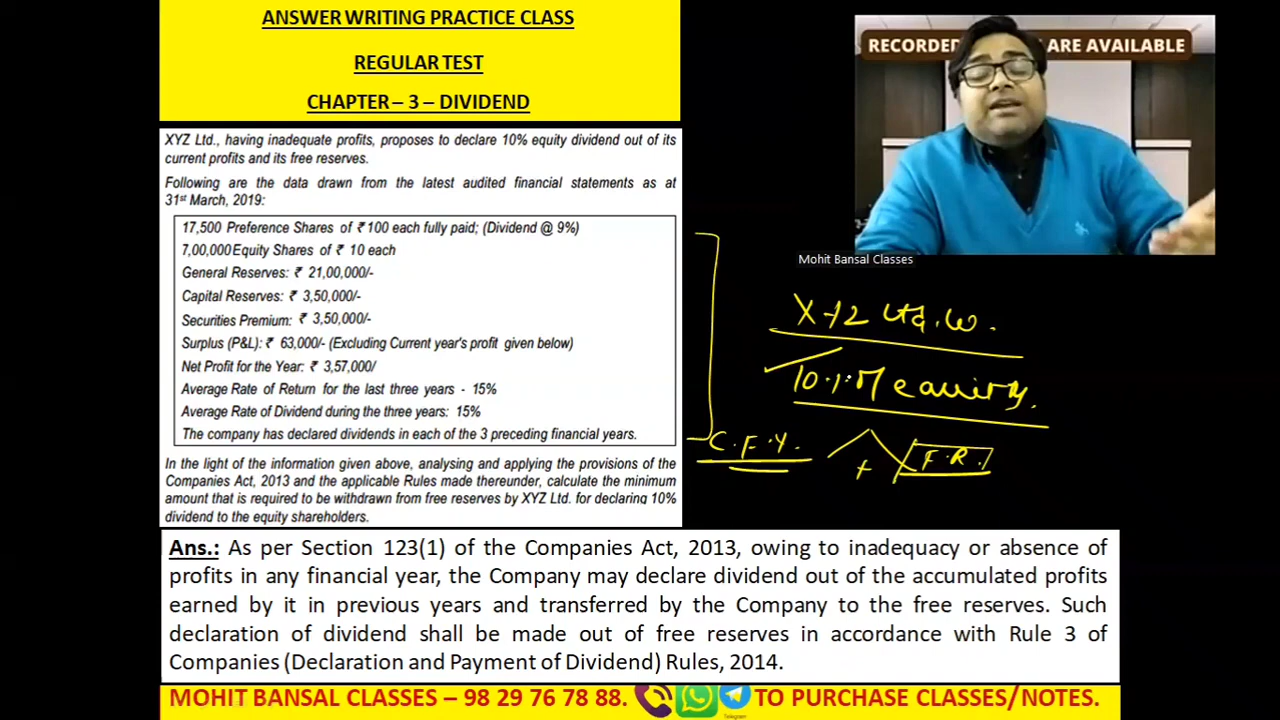 ANSWER WRITING PRACTICE CLASS
REGULAR TEST
CHAPTER – 3 – DIVIDEND
RECORDED ARE AVAILABLE
Mohit Bansal Classes
XYZ Ltd., having inadequate profits, proposes to declare 10% equity dividend out of its
current profits and its free reserves.
Following are the data drawn from the latest audited financial statements as at
31st March, 2019:
17,500 Preference Shares of ₹ 100 each fully paid; (Dividend @ 9%)
7,00,000 Equity Shares of ₹ 10 each
General Reserves: ₹ 21,00,000/-
Capital Reserves: ₹ 3,50,000/-
Securities Premium: ₹ 3,50,000/-
Surplus (P&L): ₹ 63,000/- (Excluding Current year's profit given below)
Net Profit for the Year: ₹ 3,57,000/
Average Rate of Return for the last three years - 15%
Average Rate of Dividend during the three years: 15%
The company has declared dividends in each of the 3 preceding financial years.
In the light of the information given above, analysing and applying the provisions of the
Companies Act, 2013 and the applicable Rules made thereunder, calculate the minimum
amount that is required to be withdrawn from free reserves by XYZ Ltd. for declaring 10%
dividend to the equity shareholders.
C.F.Y. + F.R.
Ans.: As per Section 123(1) of the Companies Act, 2013, owing to inadequacy or absence of
profits in any financial year, the Company may declare dividend out of the accumulated profits
earned by it in previous years and transferred by the Company to the free reserves. Such
declaration of dividend shall be made out of free reserves in accordance with Rule 3 of
Companies (Declaration and Payment of Dividend) Rules, 2014.
MOHIT BANSAL CLASSES – 98 29 76 78 88. TO PURCHASE CLASSES/NOTES.